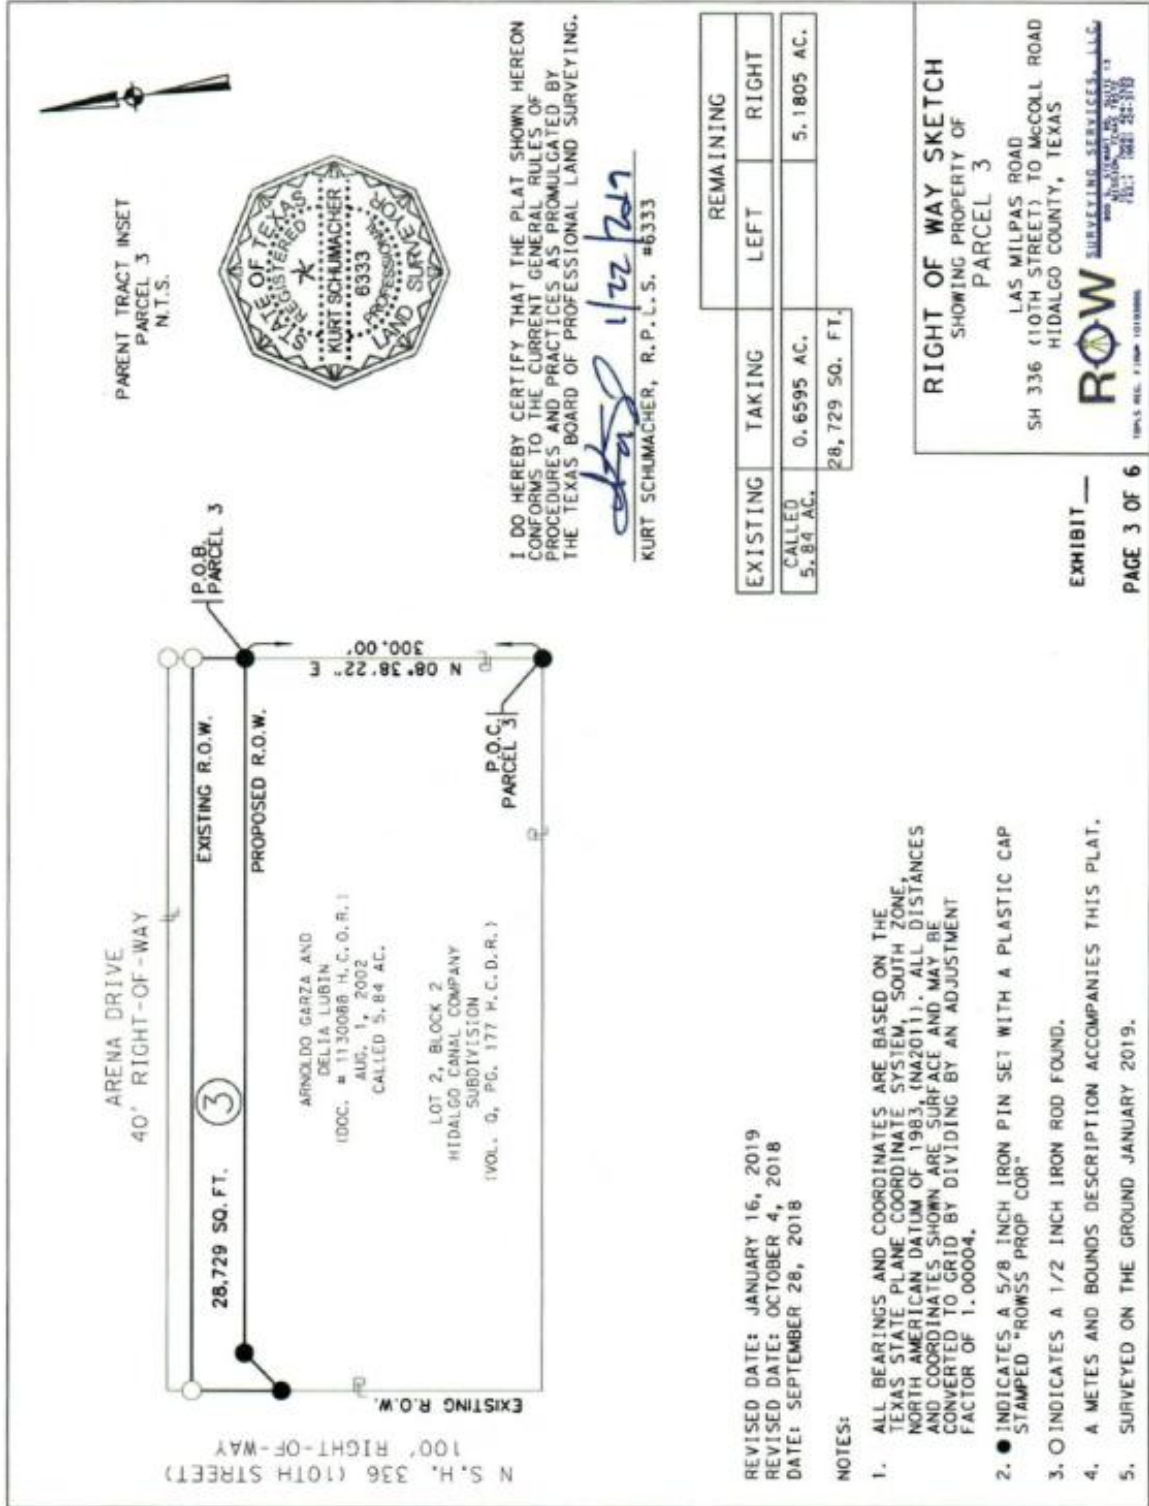 ARENA DRIVE
40' RIGHT-OF-WAY
N S.H. 336 (10TH STREET)
100' RIGHT-OF-WAY
EXISTING R.O.W.
28,729 SQ. FT.
3
EXISTING R.O.W.
PROPOSED R.O.W.
P.O.B.
PARCEL 3
N 08°38'22" E
300.00'
P.O.C.
PARCEL 3
ARNOLDO GARZA AND
DELIA LUBIN
(DOC. # 1130088 H.C.O.R.)
AUG. 1, 2002
CALLED 5.84 AC.
LOT 2, BLOCK 2
HIDALGO CANAL COMPANY
SUBDIVISION
(VOL. Q, PG. 177 H.C.D.R.)
PARENT TRACT INSET
PARCEL 3
N.T.S.
STATE OF TEXAS
REGISTERED
KURT SCHUMACHER
6333
PROFESSIONAL
LAND SURVEYOR
I DO HEREBY CERTIFY THAT THE PLAT SHOWN HEREON
CONFORMS TO THE CURRENT GENERAL RULES OF
PROCEDURES AND PRACTICES AS PROMULGATED BY
THE TEXAS BOARD OF PROFESSIONAL LAND SURVEYING.
1/22/2019
KURT SCHUMACHER, R.P.L.S. #6333
REVISED DATE: JANUARY 16, 2019
REVISED DATE: OCTOBER 4, 2018
DATE: SEPTEMBER 28, 2018
NOTES:
1. ALL BEARINGS AND COORDINATES ARE BASED ON THE
TEXAS STATE PLANE COORDINATE SYSTEM, SOUTH ZONE,
NORTH AMERICAN DATUM OF 1983, (NA2011). ALL DISTANCES
AND COORDINATES SHOWN ARE SURFACE AND MAY BE
CONVERTED TO GRID BY DIVIDING BY AN ADJUSTMENT
FACTOR OF 1.00004.
2. INDICATES A 5/8 INCH IRON PIN SET WITH A PLASTIC CAP
STAMPED "ROWSS PROP COR"
3. INDICATES A 1/2 INCH IRON ROD FOUND.
4. A METES AND BOUNDS DESCRIPTION ACCOMPANIES THIS PLAT.
5. SURVEYED ON THE GROUND JANUARY 2019.
REMAINING
EXISTING TAKING LEFT RIGHT
CALLED
5.84 AC. 0.6595 AC. 5.1805 AC.
28,729 SQ. FT.
EXHIBIT
PAGE 3 OF 6
RIGHT OF WAY SKETCH
SHOWING PROPERTY OF
PARCEL 3
LAS MILPAS ROAD
SH 336 (10TH STREET) TO McCOLL ROAD
HIDALGO COUNTY, TEXAS
ROW SURVEYING SERVICES, LLC.